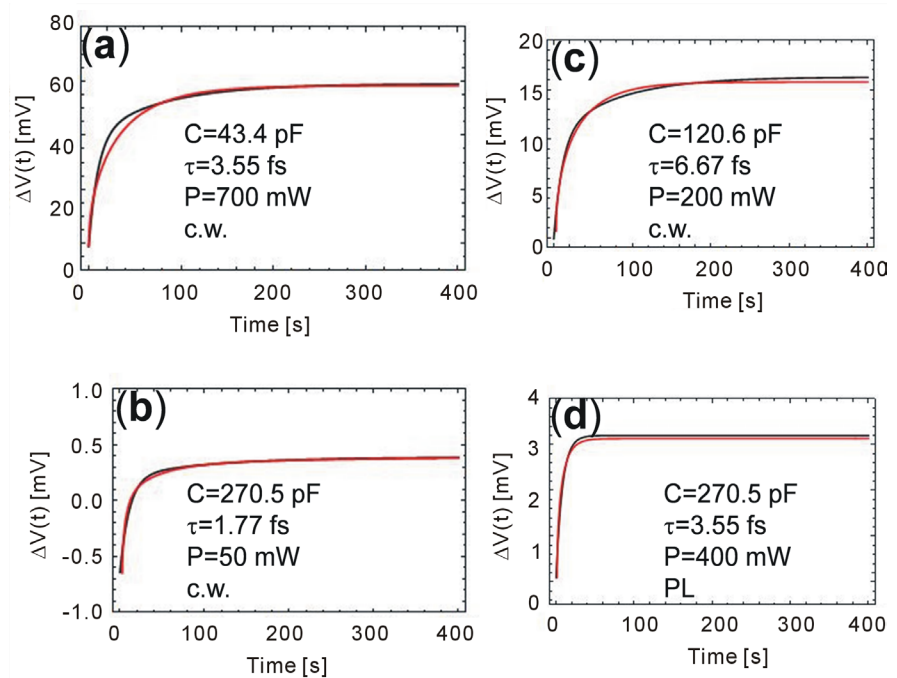 (a)
80
60
40
20
0
ΔV(t) [mV]
C=43.4 pF
τ=3.55 fs
P=700 mW
c.w.
0 100 200 300 400
Time [s]
(c)
20
15
10
5
0
ΔV(t) [mV]
C=120.6 pF
τ=6.67 fs
P=200 mW
c.w.
0 100 200 300 400
Time [s]
(b)
1.0
0.5
0.0
-0.5
-1.0
ΔV(t) [mV]
C=270.5 pF
τ=1.77 fs
P=50 mW
c.w.
0 100 200 300 400
Time [s]
(d)
4
3
2
1
0
ΔV(t) [mV]
C=270.5 pF
τ=3.55 fs
P=400 mW
PL
0 100 200 300 400
Time [s]